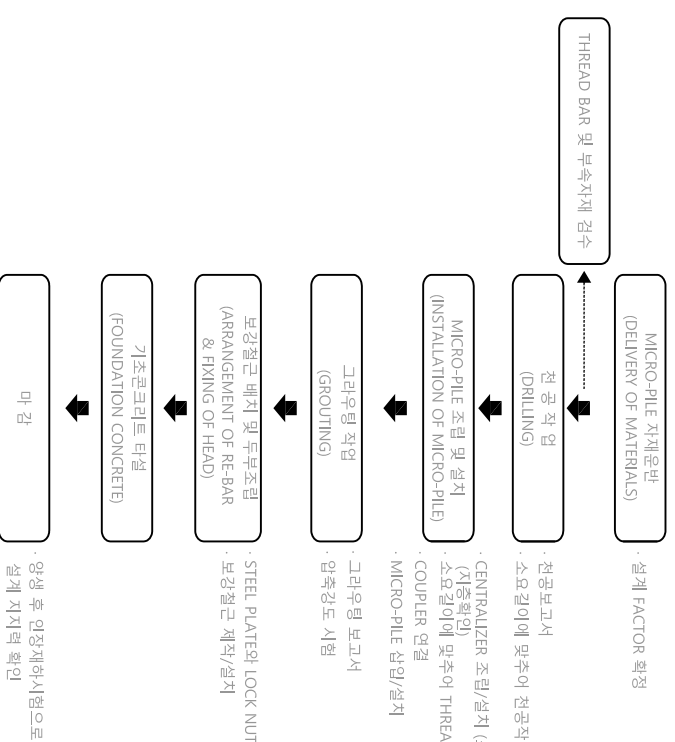 MICRO-PILE 자재운반
(DELIVERY OF MATERIALS)
· 설계 FACTOR 확정
THREAD BAR 및 부속자재 검수
천 공 작 업
(DRILLING)
· 천공보고서
· 소요길이에 맞추어 천공작
MICRO-PILE 조립 및 설치
(INSTALLATION OF MICRO-PILE)
· CENTRALIZER 조립/설치 (
(지층확인)
· 소요길이에 맞추어 THREA
· COUPLER 연결
· MICRO-PILE 삽입/설치
그라우팅 작업
(GROUTING)
· 그라우팅 보고서
· 압축강도 시험
보강철근 배치 및 두부조립
(ARRANGEMENT OF RE-BAR
& FIXING OF HEAD)
· STEEL PLATE와 LOCK NUT
· 보강철근 제작/설치
기초콘크리트 타설
(FOUNDATION CONCRETE)
마 감
· 양생 후 인장재하시험으로
설계 지지력 확인